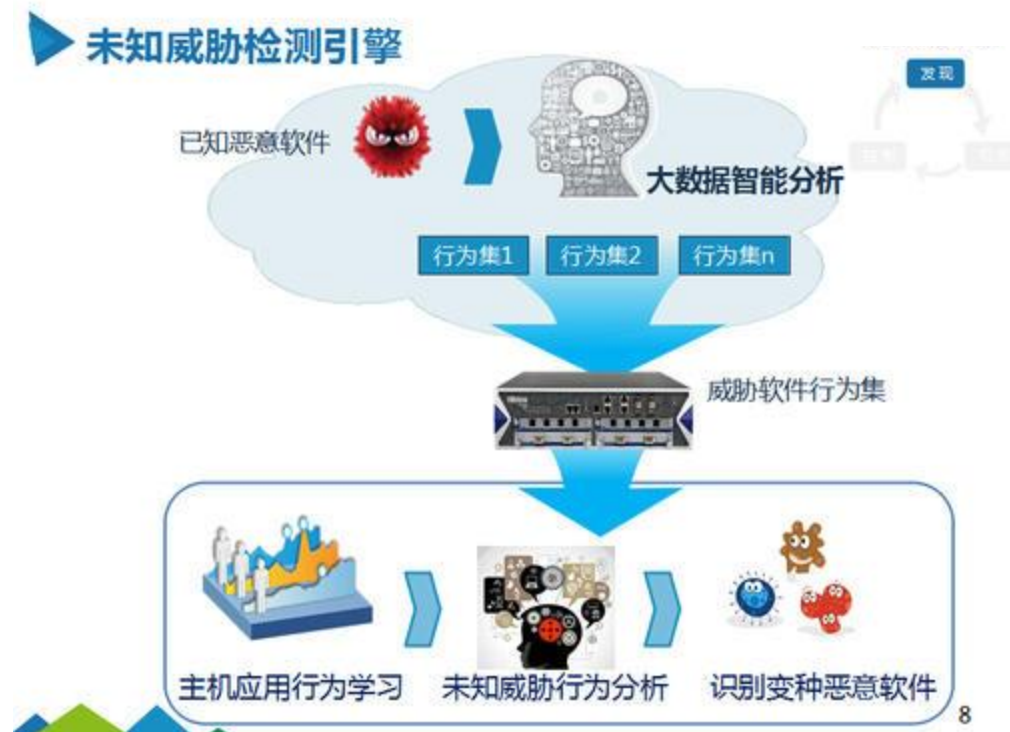 未知威胁检测引擎
发现
已知恶意软件
大数据智能分析
行为集1
行为集2
行为集n
威胁软件行为集
主机应用行为学习
未知威胁行为分析
识别变种恶意软件
8